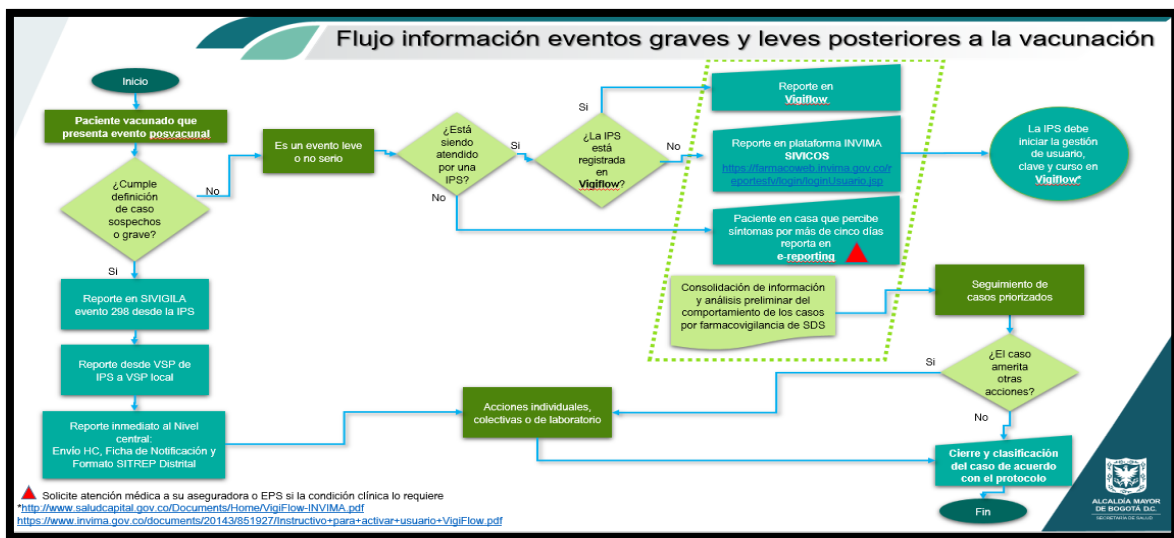 Flujo información eventos graves y leves posteriores a la vacunación
Inicio
Paciente vacunado que
presenta evento posvacunal
¿Cumple
definición
de caso
sospechos
o grave?
No
Si
Es un evento leve
o no serio
¿Está
siendo
atendido
por una
IPS?
Si
No
¿La IPS
está
registrada
en
Vigiflow?
Si
No
Reporte en
Vigiflow
Reporte en plataforma INVIMA
SIVICOS
https://farmacoweb.invima.gov.co/r
eportesfv/login/loginUsuario.jsp
La IPS debe
iniciar la gestión
de usuario,
clave y curso en
Vigiflow*
Paciente en casa que percibe
síntomas por más de cinco días
reporta en
e-reporting
Consolidación de información
y análisis preliminar del
comportamiento de los casos
por farmacovigilancia de SDS
Seguimiento de
casos priorizados
¿El caso
amerita
otras
acciones?
Si
No
Reporte en SIVIGILA
evento 298 desde la IPS
Reporte desde VSP de
IPS a VSP local
Reporte inmediato al Nivel
central:
Envío HC, Ficha de Notificación y
Formato SITREP Distrital
Acciones individuales,
colectivas o de laboratorio
Cierre y clasificación
del caso de acuerdo
con el protocolo
Fin
Solicite atención médica a su aseguradora o EPS si la condición clínica lo requiere
*http://www.saludcapital.gov.co/Documents/Home/VigiFlow-INVIMA.pdf
https://www.invima.gov.co/documents/20143/851927/Instructivo+para+activar+usuario+VigiFlow.pdf
ALCALDÍA MAYOR
DE BOGOTÁ D.C.
SECRETARÍA DE SALUD